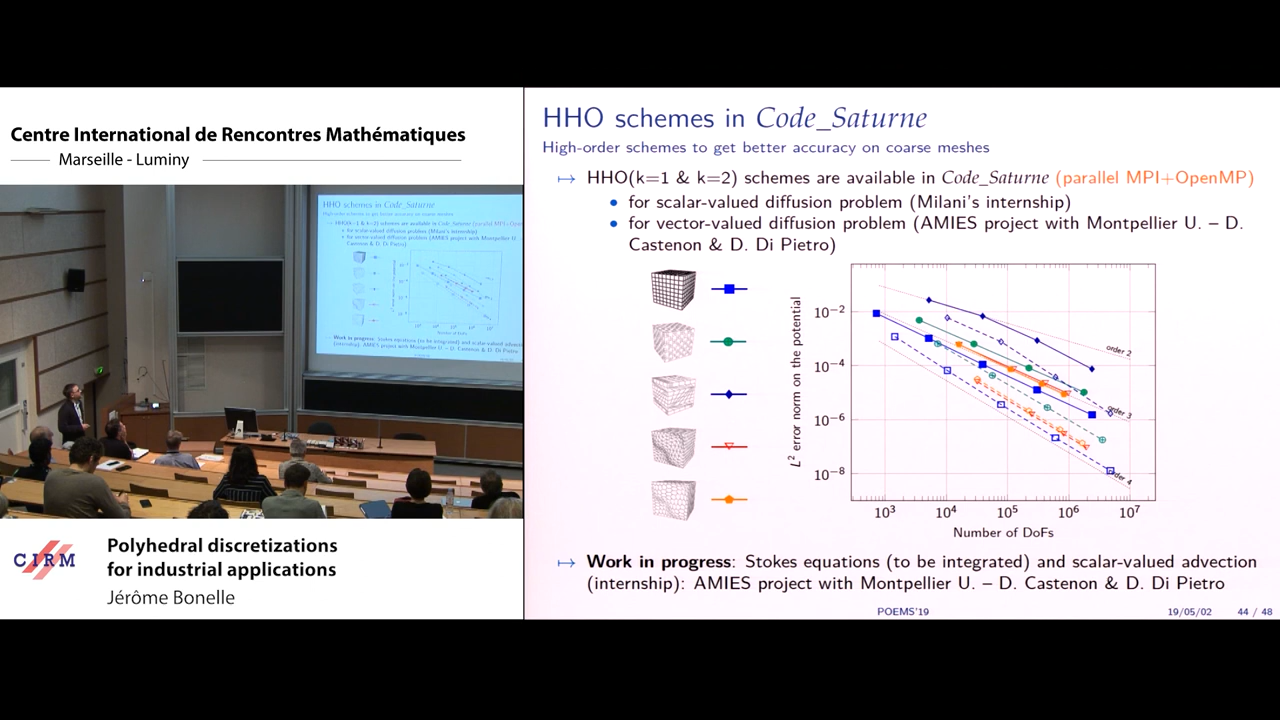 Centre International de Rencontres Mathématiques
Marseille - Luminy
HHO schemes in Code_Saturne
High-order schemes to get better accuracy on coarse meshes
↦ HHO(k=1 & k=2) schemes are available in Code_Saturne (parallel MPI+OpenMP)
• for scalar-valued diffusion problem (Milani's internship)
• for vector-valued diffusion problem (AMIES project with Montpellier U. – D.
Castenon & D. Di Pietro)
L² error norm on the potential
10⁻²
10⁻⁴
10⁻⁶
10⁻⁸
order 2
order 3
order 4
10³ 10⁴ 10⁵ 10⁶ 10⁷
Number of DoFs
↦ Work in progress: Stokes equations (to be integrated) and scalar-valued advection
(internship): AMIES project with Montpellier U. – D. Castenon & D. Di Pietro
POEMS'19 19/05/02 44 / 48
CIRM
Polyhedral discretizations
for industrial applications
Jérôme Bonelle